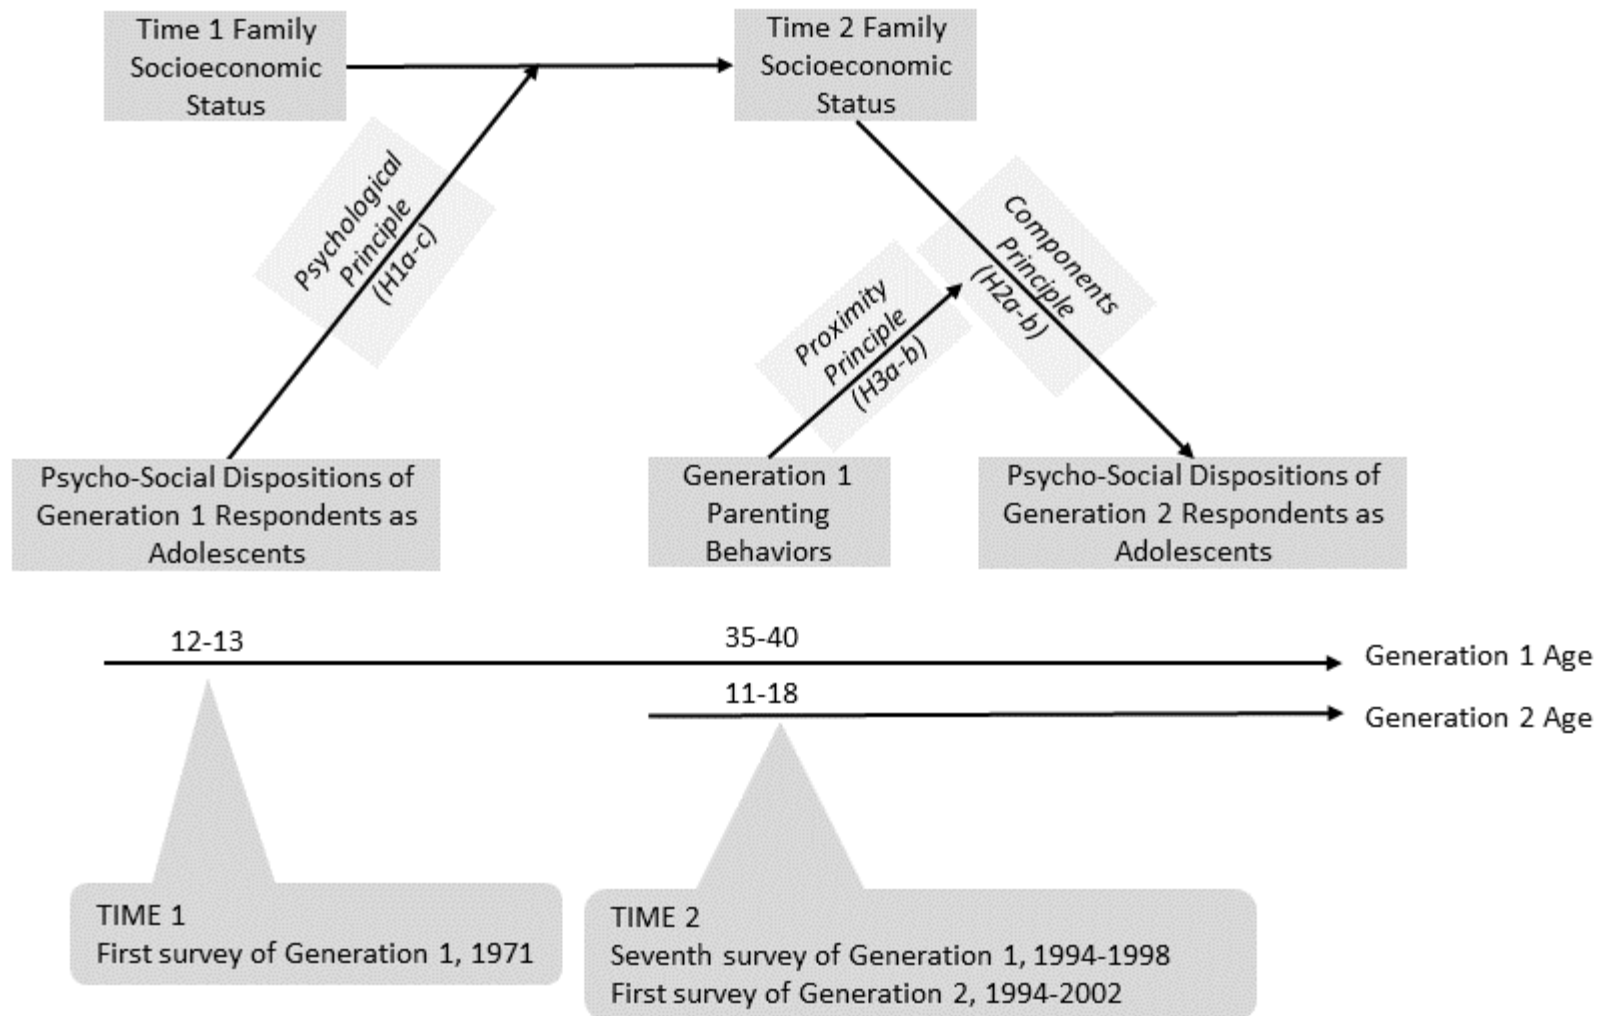 Time 1 Family
Socioeconomic
Status
Time 2 Family
Socioeconomic
Status
Psychological
Principle
(H1a-c)
Components
Principle
(H2a-b)
Proximity
Principle
(H3a-b)
Psycho-Social Dispositions of
Generation 1 Respondents as
Adolescents
Generation 1
Parenting
Behaviors
Psycho-Social Dispositions of
Generation 2 Respondents as
Adolescents
12-13
35-40
Generation 1 Age
11-18
Generation 2 Age
TIME 1
First survey of Generation 1, 1971
TIME 2
Seventh survey of Generation 1, 1994-1998
First survey of Generation 2, 1994-2002